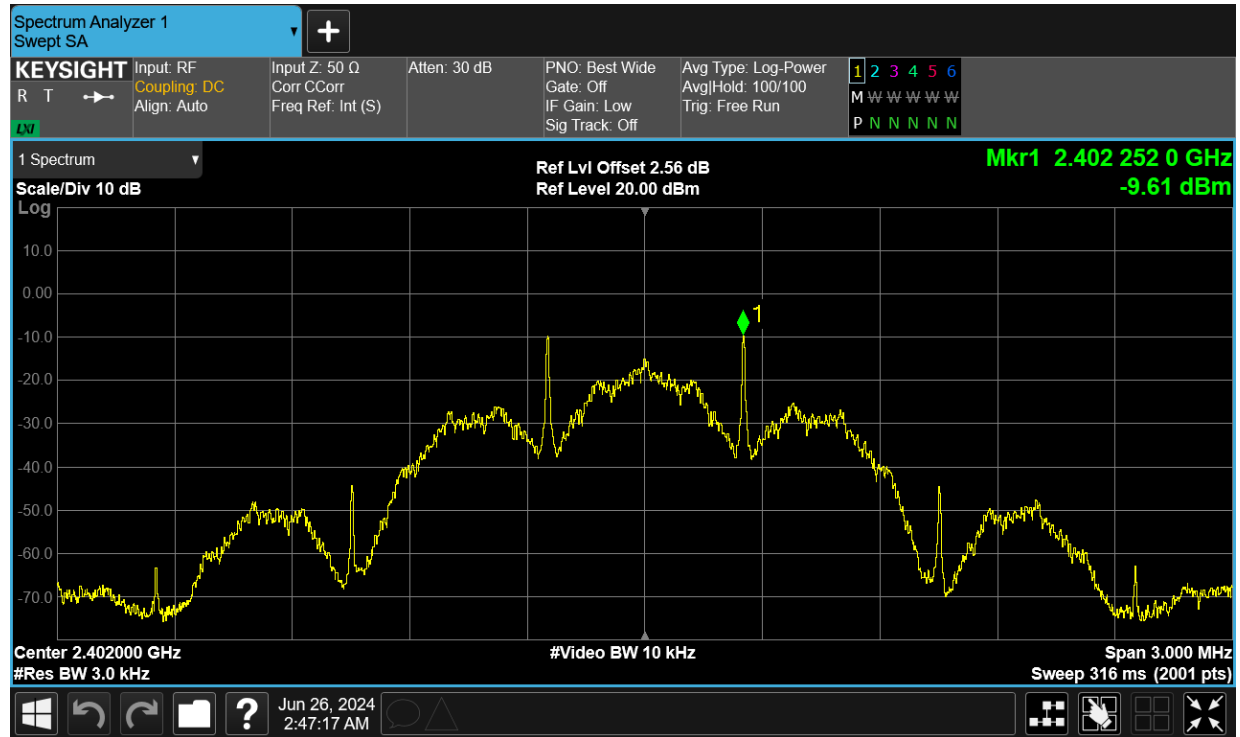 Spectrum Analyzer 1
Swept SA
KEYSIGHT Input: RF Input Z: 50 Ω Atten: 30 dB PNO: Best Wide Avg Type: Log-Power 1 2 3 4 5 6
R T Coupling: DC Corr CCorr Gate: Off Avg|Hold: 100/100 M W W W W W W
Align: Auto Freq Ref: Int (S) IF Gain: Low Trig: Free Run
LXI Sig Track: Off P N N N N N N
1 Spectrum Ref Lvl Offset 2.56 dB Mkr1 2.402 252 0 GHz
Scale/Div 10 dB Ref Level 20.00 dBm -9.61 dBm
Log
10.0
0.00
1
-10.0
-20.0
-30.0
-40.0
-50.0
-60.0
-70.0
Center 2.402000 GHz #Video BW 10 kHz Span 3.000 MHz
#Res BW 3.0 kHz Sweep 316 ms (2001 pts)
? Jun 26, 2024
2:47:17 AM